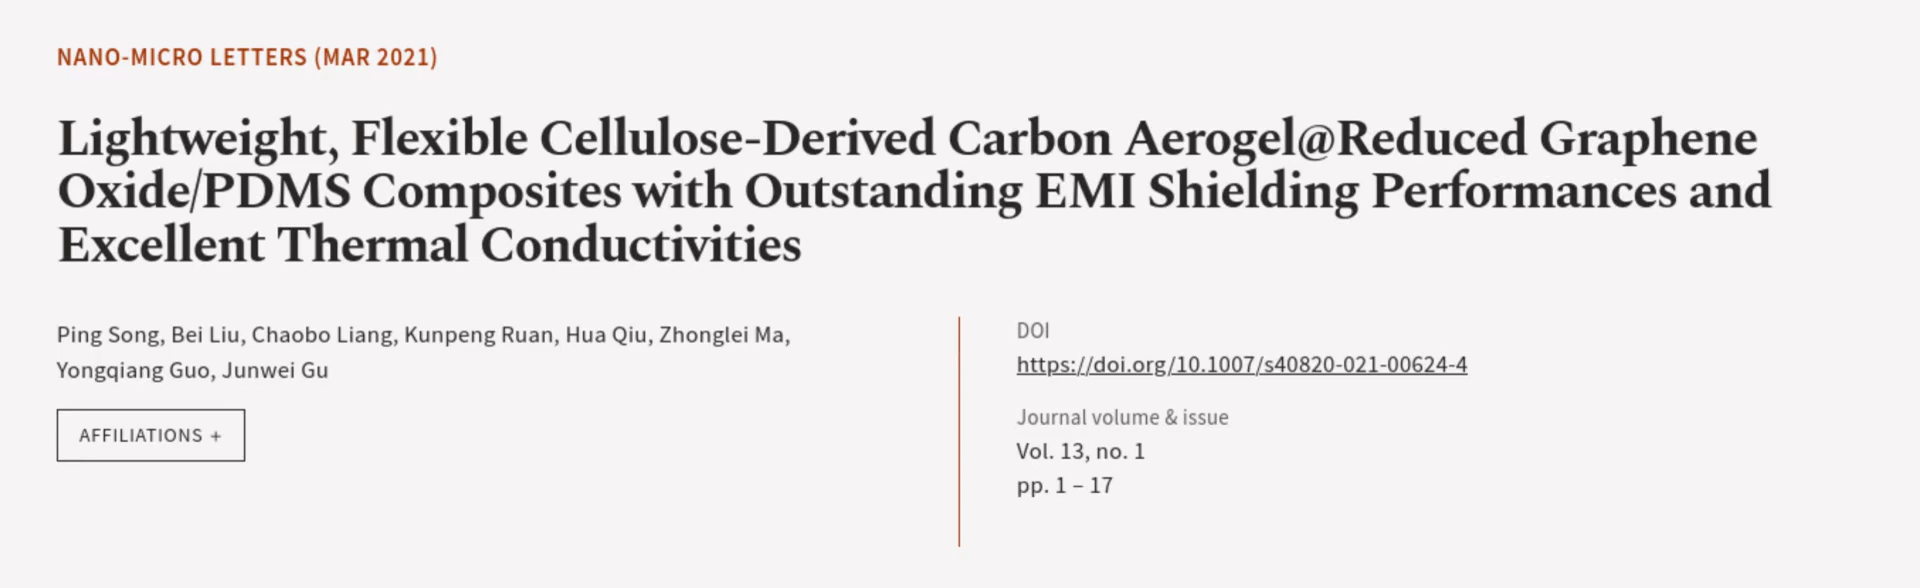 NANO-MICRO LETTERS (MAR 2021)
Lightweight, Flexible Cellulose-Derived Carbon Aerogel@Reduced Graphene
Oxide/PDMS Composites with Outstanding EMI Shielding Performances and
Excellent Thermal Conductivities
Ping Song, Bei Liu, Chaobo Liang, Kunpeng Ruan, Hua Qiu, Zhonglei Ma,
Yongqiang Guo, Junwei Gu
AFFILIATIONS +
DOI
https://doi.org/10.1007/s40820-021-00624-4
Journal volume & issue
Vol. 13, no. 1
pp. 1 – 17